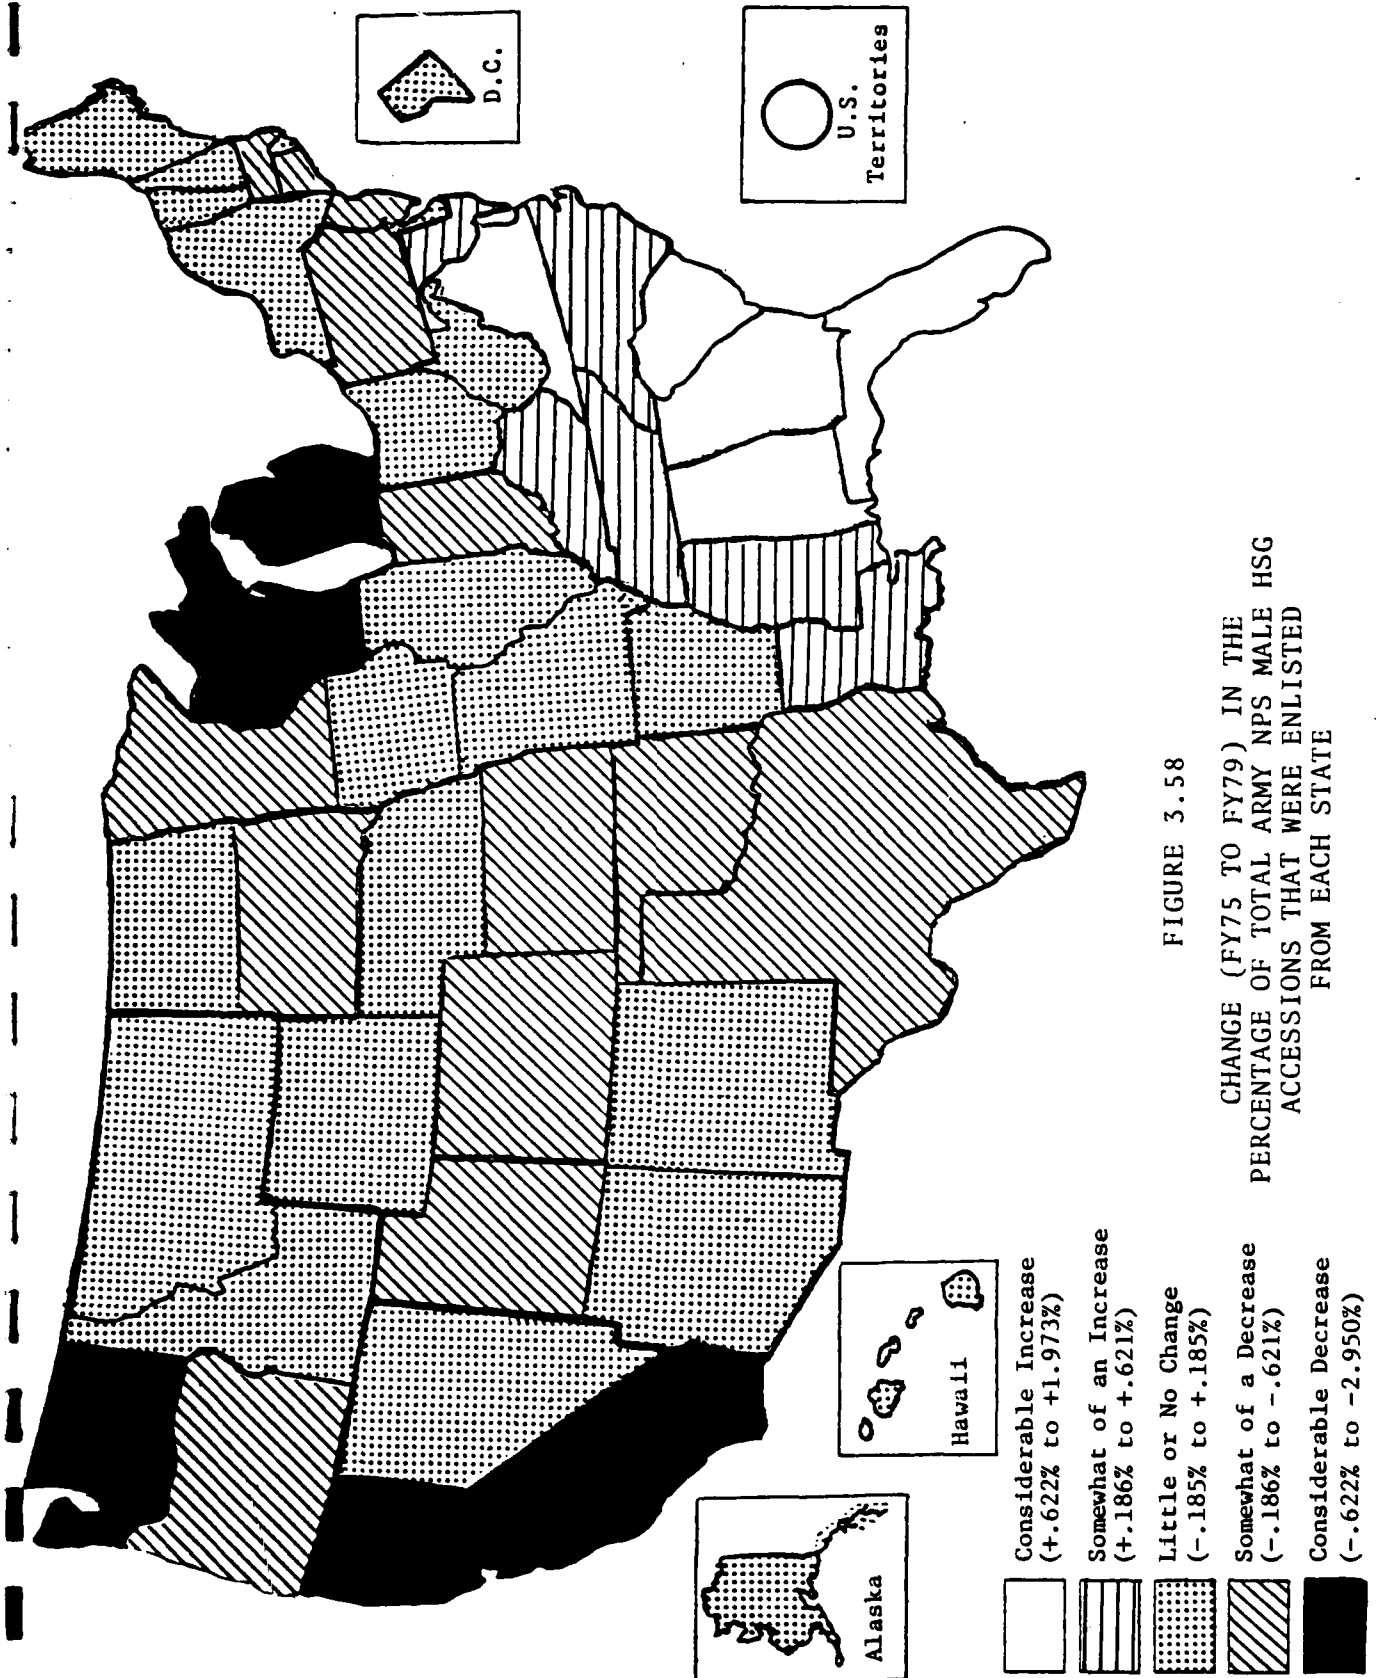 D.C.
U.S.
Territories
Alaska
Hawaii
Considerable Increase
(+.622% to +1.973%)
Somewhat of an Increase
(+.186% to +.621%)
Little or No Change
(-.185% to +.185%)
Somewhat of a Decrease
(-.186% to -.621%)
Considerable Decrease
(-.622% to -2.950%)
FIGURE 3.58
CHANGE (FY75 TO FY79) IN THE
PERCENTAGE OF TOTAL ARMY NPS MALE HSG
ACCESSIONS THAT WERE ENLISTED
FROM EACH STATE